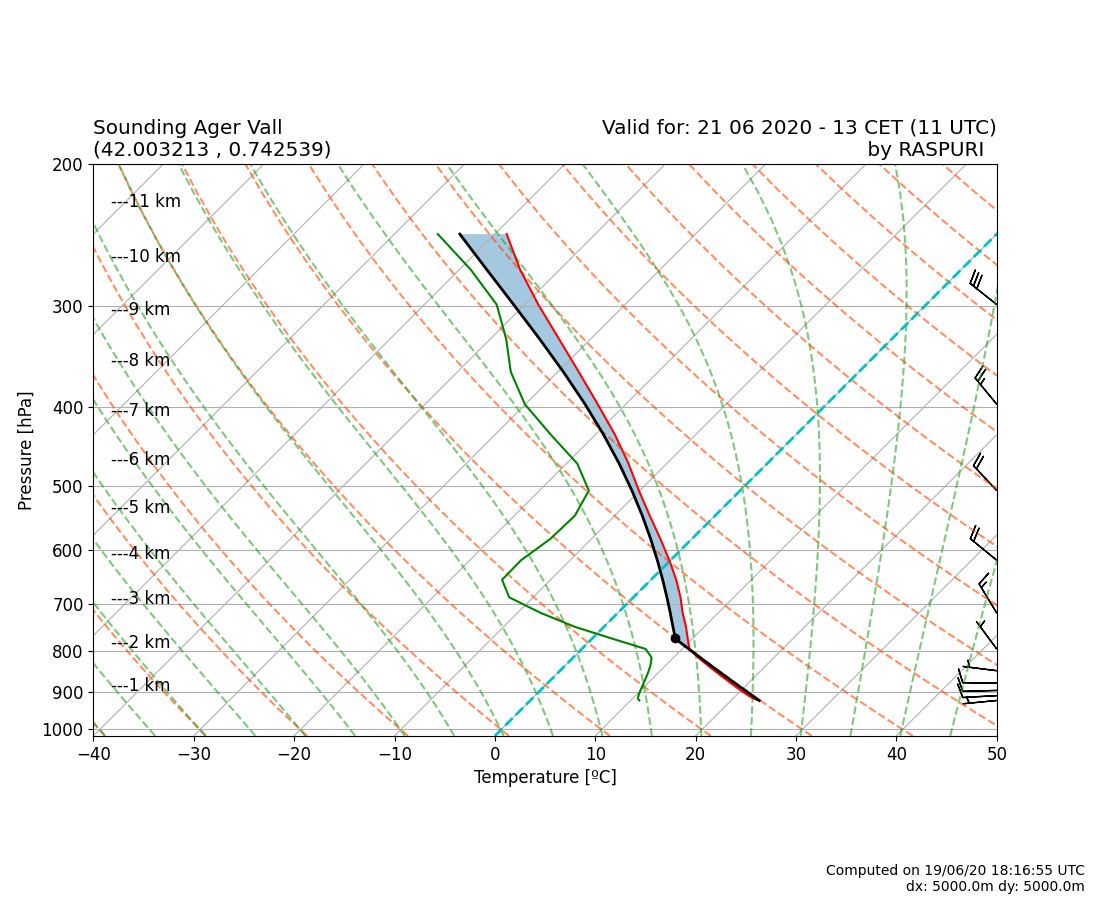 Sounding Ager Vall
(42.003213 , 0.742539)
Valid for: 21 06 2020 - 13 CET (11 UTC)
by RASPURI
200
300
400
500
600
700
800
900
1000
Pressure [hPa]
---11 km
---10 km
---9 km
---8 km
---7 km
---6 km
---5 km
---4 km
---3 km
---2 km
---1 km
−40
−30
−20
−10
0
10
20
30
40
50
Temperature [ºC]
Computed on 19/06/20 18:16:55 UTC
dx: 5000.0m dy: 5000.0m